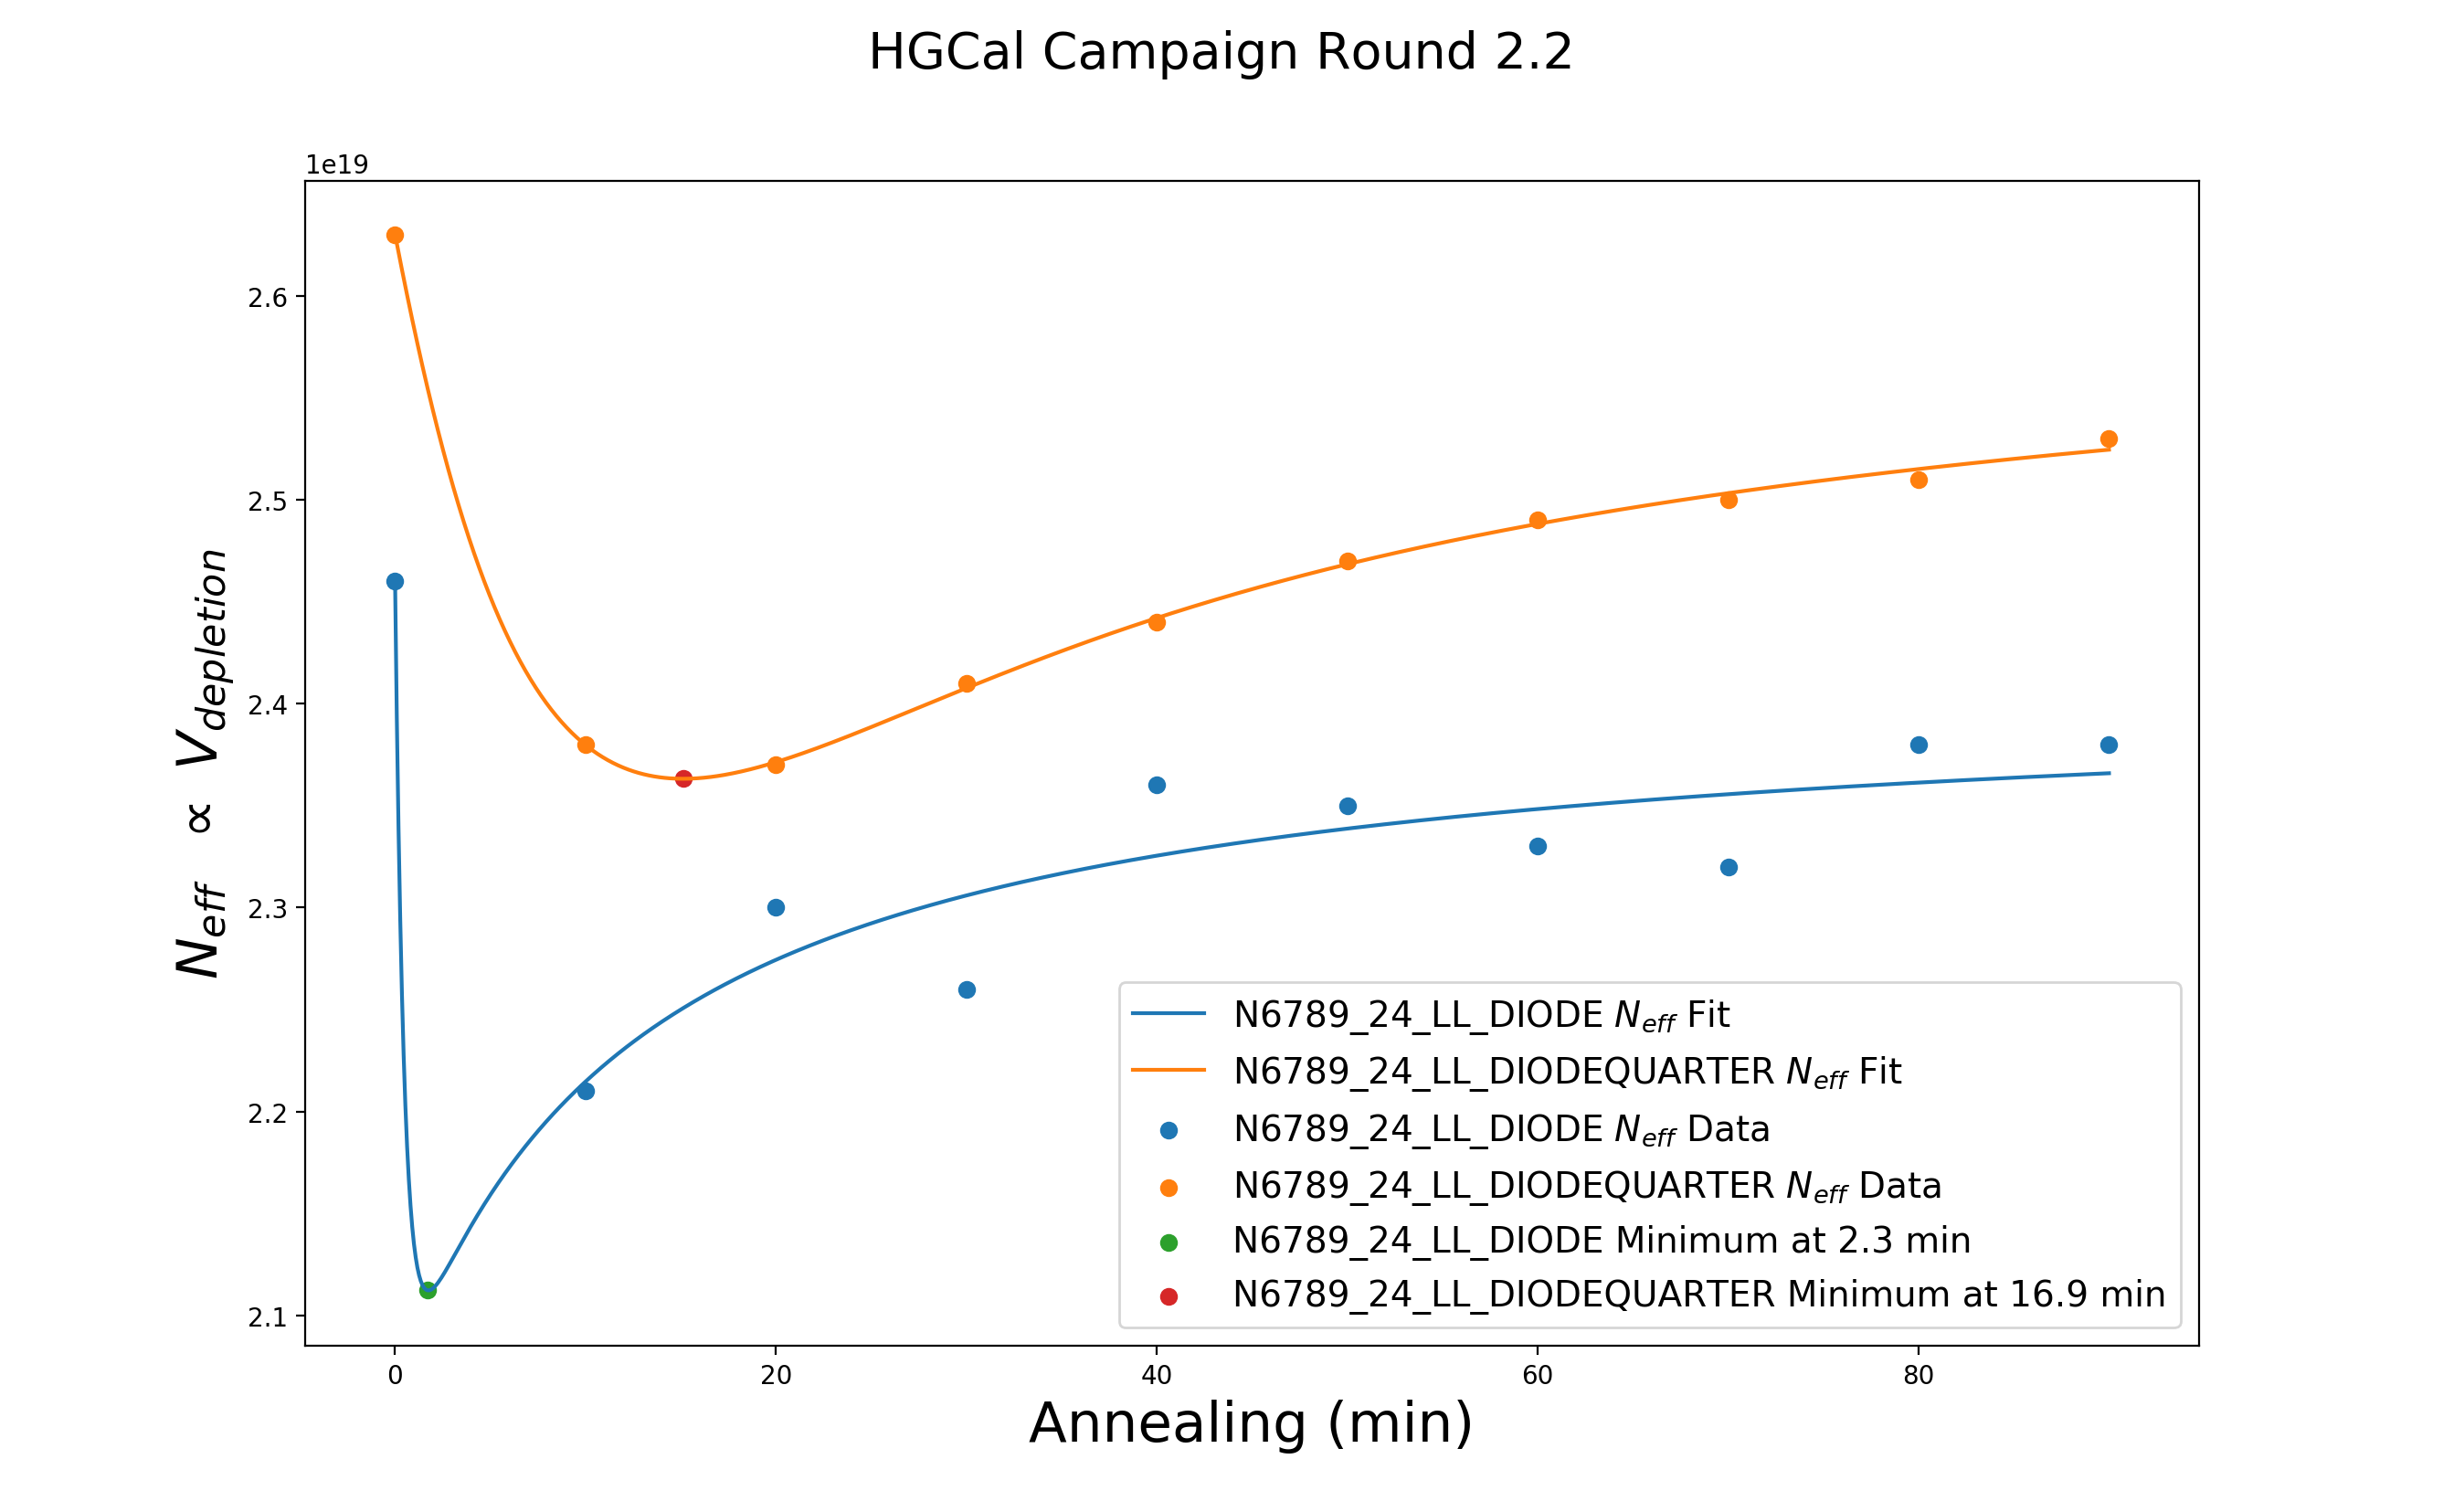 HGCal Campaign Round 2.2
1e19
2.6
2.5
2.4
2.3
2.2
2.1
N_eff ∝ V_depletion
N6789_24_LL_DIODE N_eff Fit
N6789_24_LL_DIODEQUARTER N_eff Fit
N6789_24_LL_DIODE N_eff Data
N6789_24_LL_DIODEQUARTER N_eff Data
N6789_24_LL_DIODE Minimum at 2.3 min
N6789_24_LL_DIODEQUARTER Minimum at 16.9 min
0 20 40 60 80
Annealing (min)